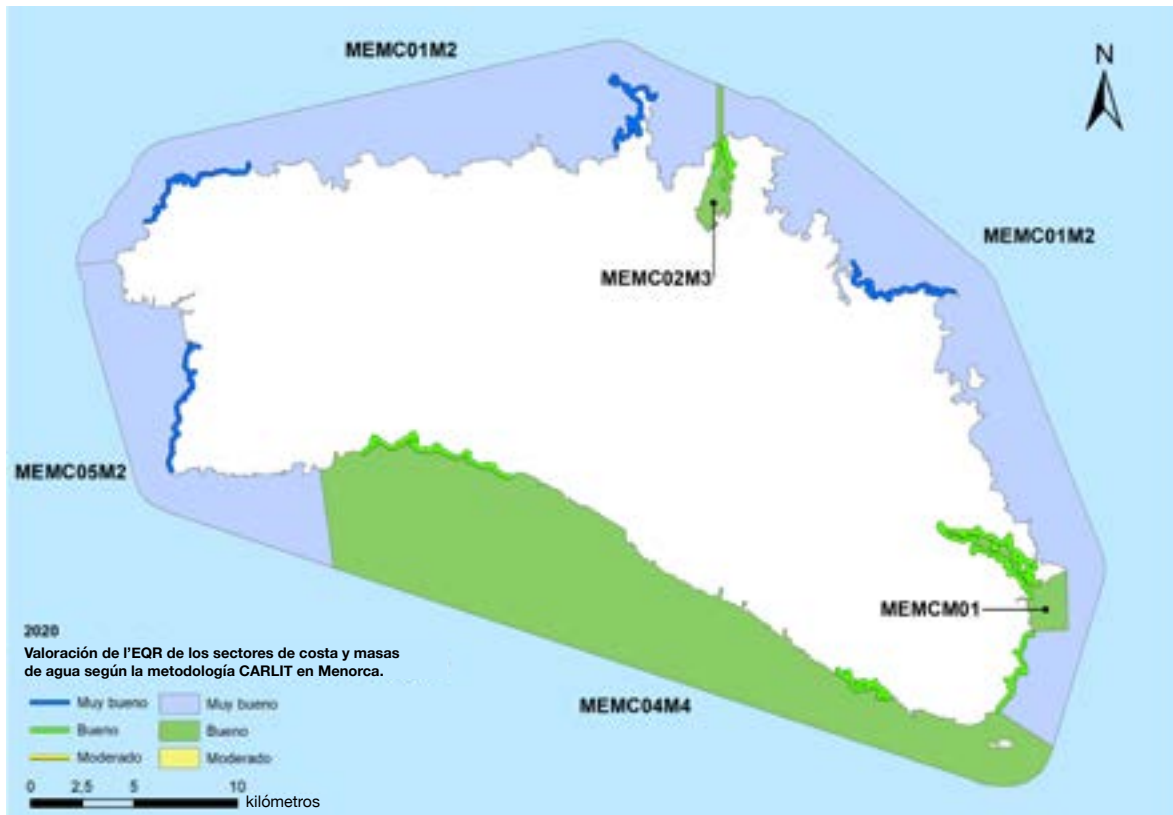 MEMC01M2
N
MEMC01M2
MEMC02M3
MEMC05M2
MEMCM01
MEMC04M4
2020
Valoración de l'EQR de los sectores de costa y masas
de agua según la metodología CARLIT en Menorca.
Muy bueno Muy bueno
Bueno Bueno
Moderado Moderado
0 2,5 5 10
kilómetros